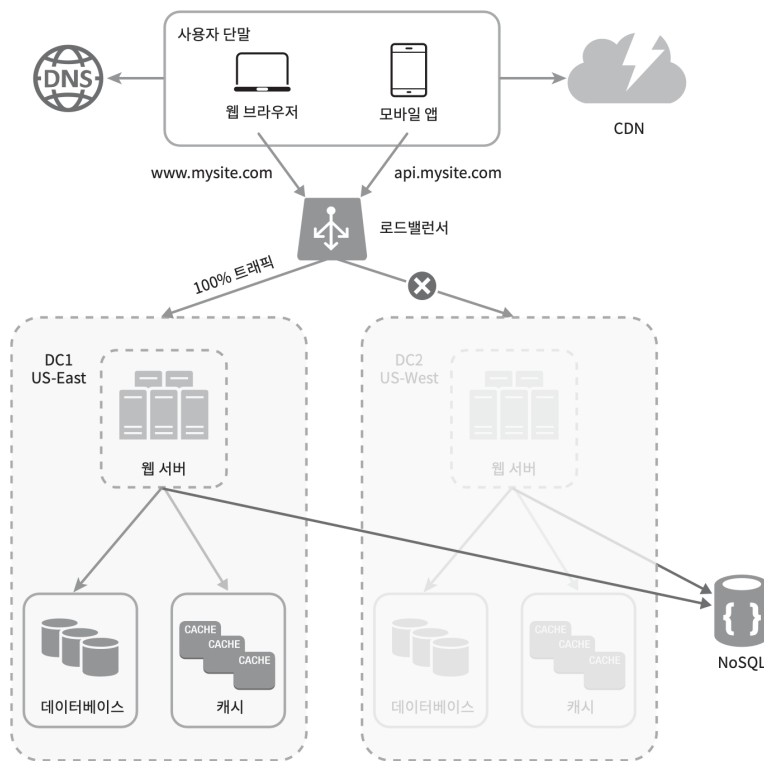 사용자 단말
DNS
웹 브라우저
모바일 앱
CDN
www.mysite.com
api.mysite.com
로드밸런서
100% 트래픽
DC1
US-East
웹 서버
DC2
US-West
웹 서버
데이터베이스
CACHE
CACHE
CACHE
캐시
데이터베이스
CACHE
CACHE
CACHE
캐시
{ }
NoSQL